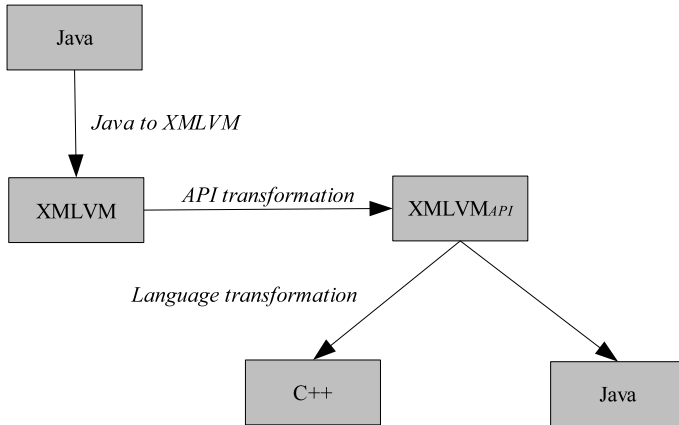 Java
Java to XMLVM
XMLVM
API transformation
XMLVMAPI
Language transformation
C++
Java